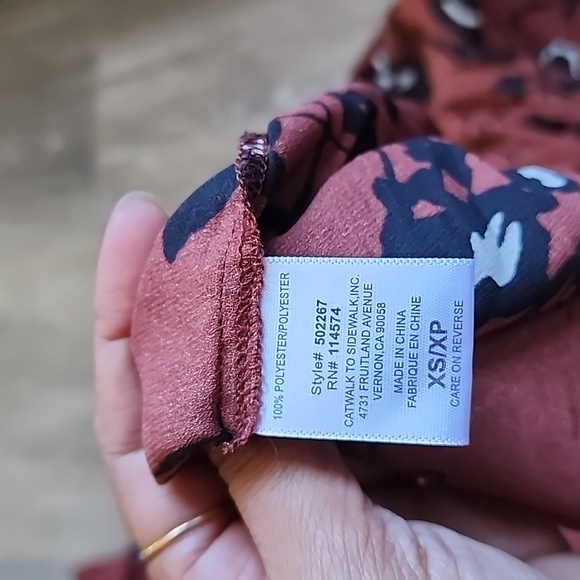 100% POLYESTER/POLYESTER
Style# 502267
RN# 114574
CATWALK TO SIDEWALK,INC.
4731 FRUITLAND AVENUE
VERNON,CA 90058
MADE IN CHINA
FABRIQUE EN CHINE
XS/XP
CARE ON REVERSE